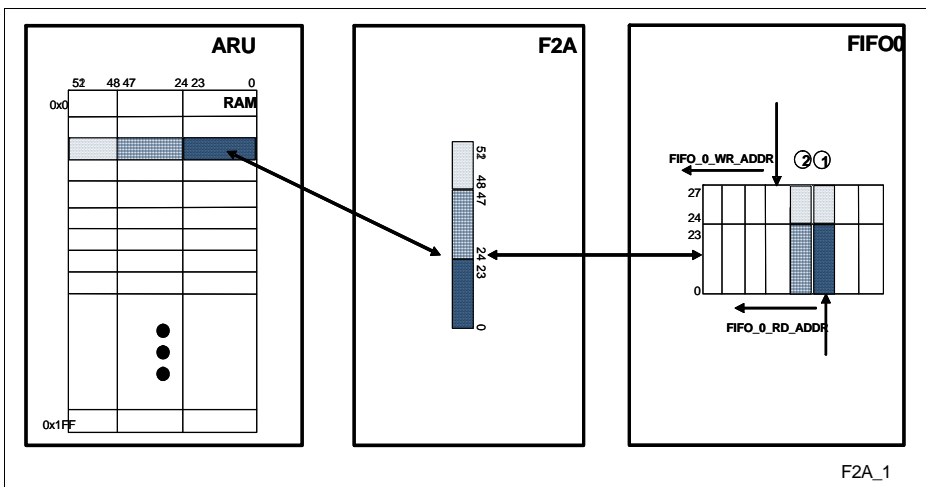 ARU
52 48 47 24 23 0
0x0
RAM
0x1FF
F2A
52
48 47
24 23
0
FIFO0
FIFO_0_WR_ADDR
2 1
27
24
23
0
FIFO_0_RD_ADDR
F2A_1